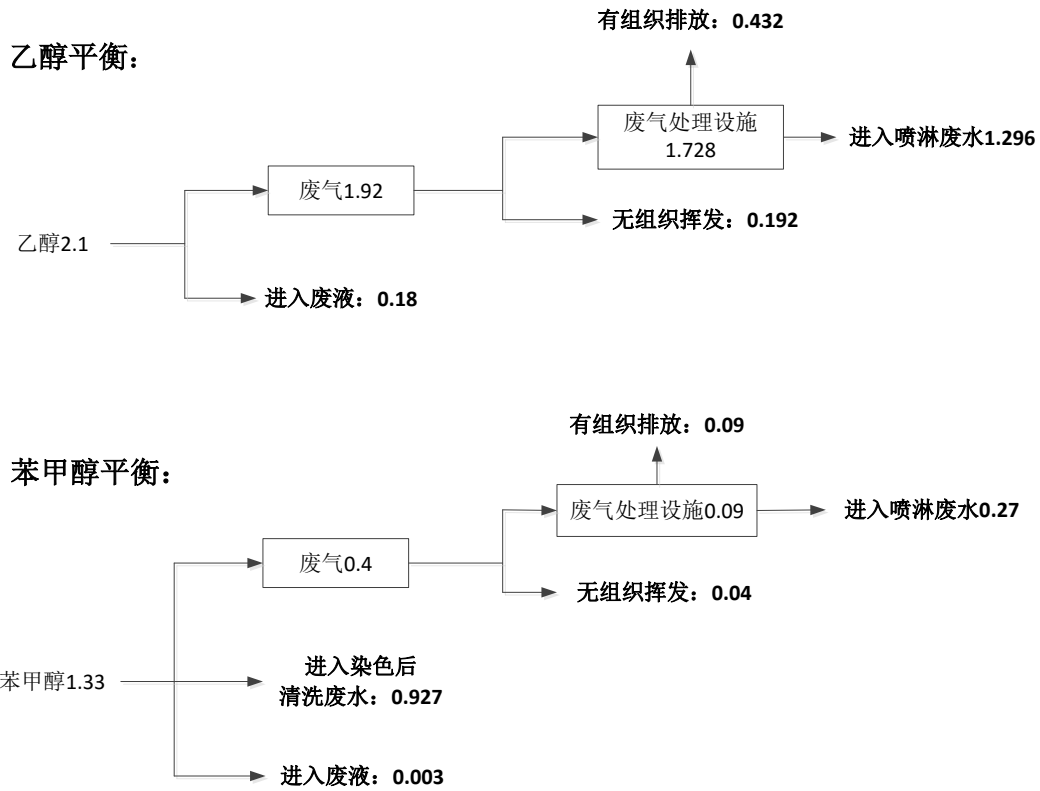 乙醇平衡：
有组织排放：0.432
废气处理设施
1.728
进入喷淋废水1.296
废气1.92
无组织挥发：0.192
乙醇2.1
进入废液：0.18
苯甲醇平衡：
有组织排放：0.09
废气处理设施0.09
进入喷淋废水0.27
废气0.4
无组织挥发：0.04
苯甲醇1.33
进入染色后
清洗废水：0.927
进入废液：0.003